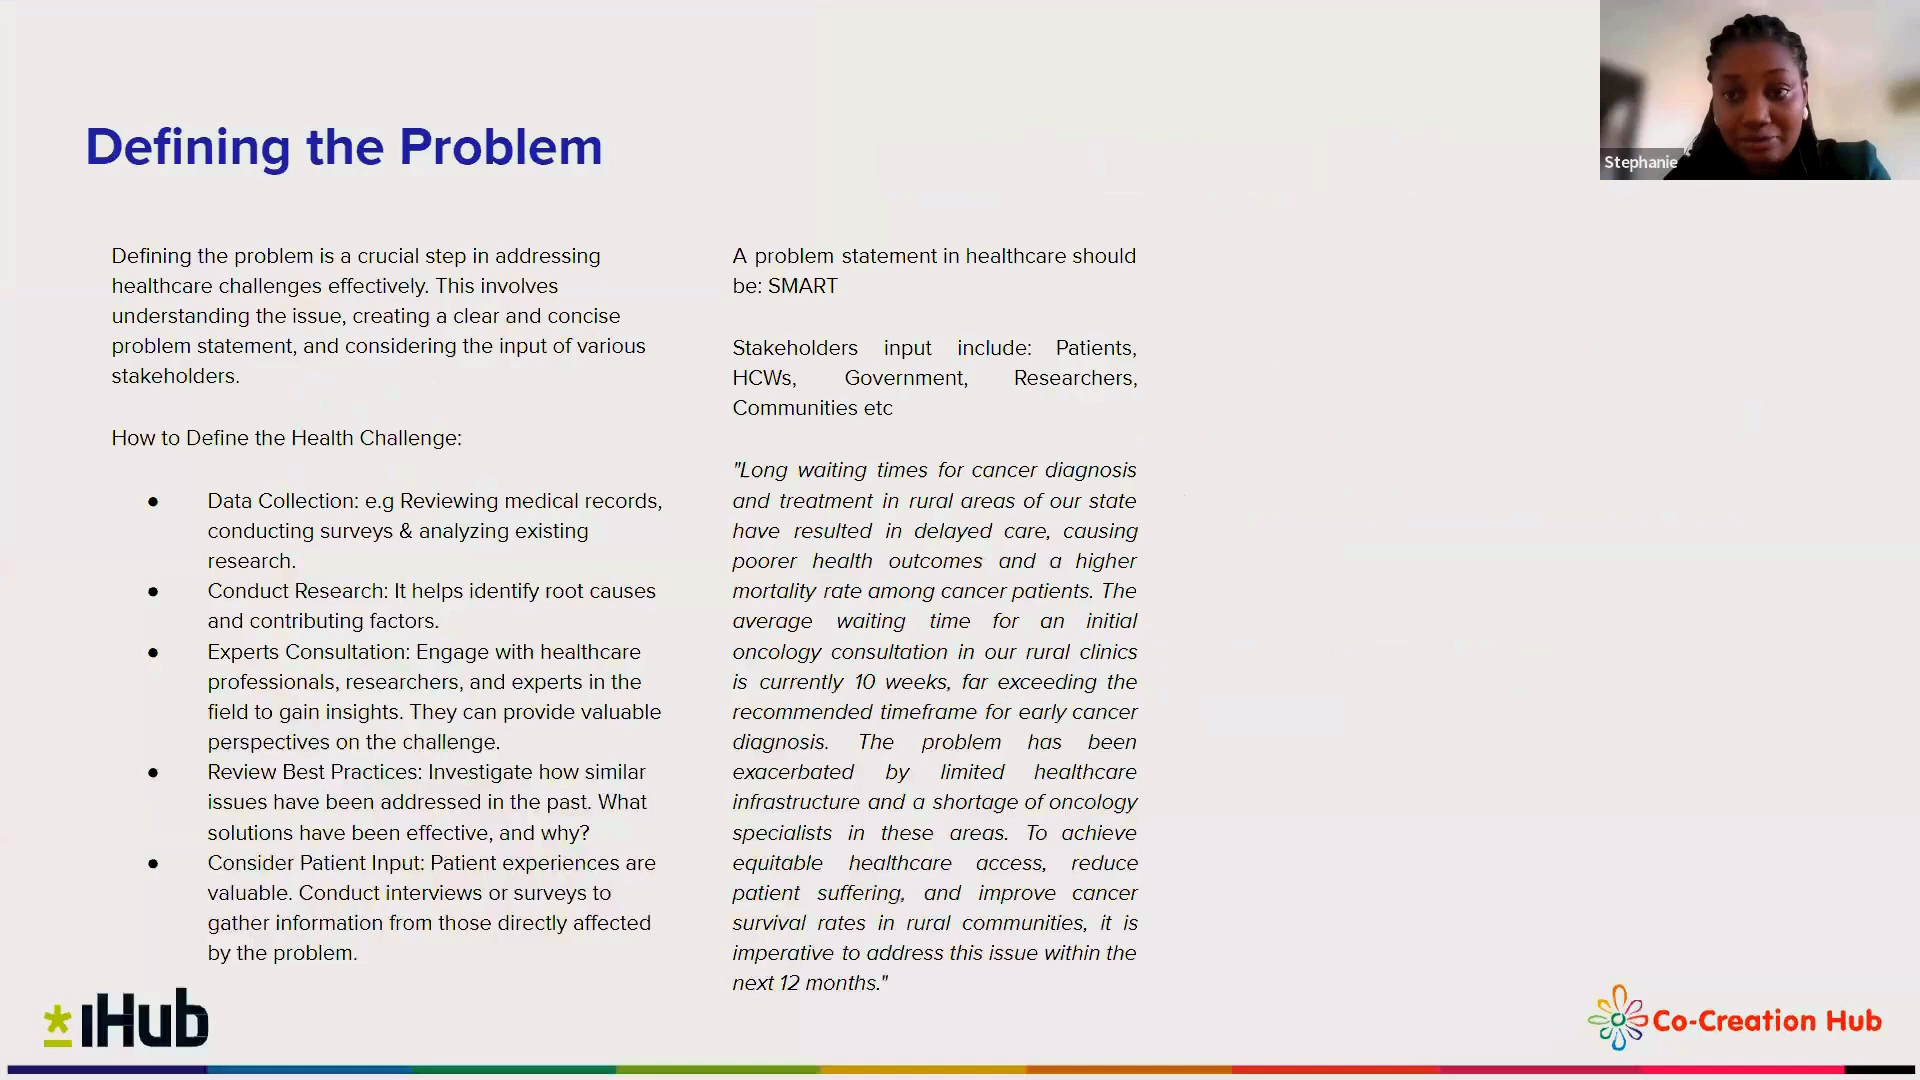 Stephanie
Defining the Problem
Defining the problem is a crucial step in addressing
healthcare challenges effectively. This involves
understanding the issue, creating a clear and concise
problem statement, and considering the input of various
stakeholders.
How to Define the Health Challenge:
● Data Collection: e.g Reviewing medical records,
conducting surveys & analyzing existing
research.
● Conduct Research: It helps identify root causes
and contributing factors.
● Experts Consultation: Engage with healthcare
professionals, researchers, and experts in the
field to gain insights. They can provide valuable
perspectives on the challenge.
● Review Best Practices: Investigate how similar
issues have been addressed in the past. What
solutions have been effective, and why?
● Consider Patient Input: Patient experiences are
valuable. Conduct interviews or surveys to
gather information from those directly affected
by the problem.
A problem statement in healthcare should
be: SMART
Stakeholders input include: Patients,
HCWs, Government, Researchers,
Communities etc
"Long waiting times for cancer diagnosis
and treatment in rural areas of our state
have resulted in delayed care, causing
poorer health outcomes and a higher
mortality rate among cancer patients. The
average waiting time for an initial
oncology consultation in our rural clinics
is currently 10 weeks, far exceeding the
recommended timeframe for early cancer
diagnosis. The problem has been
exacerbated by limited healthcare
infrastructure and a shortage of oncology
specialists in these areas. To achieve
equitable healthcare access, reduce
patient suffering, and improve cancer
survival rates in rural communities, it is
imperative to address this issue within the
next 12 months."
iHub
Co-Creation Hub